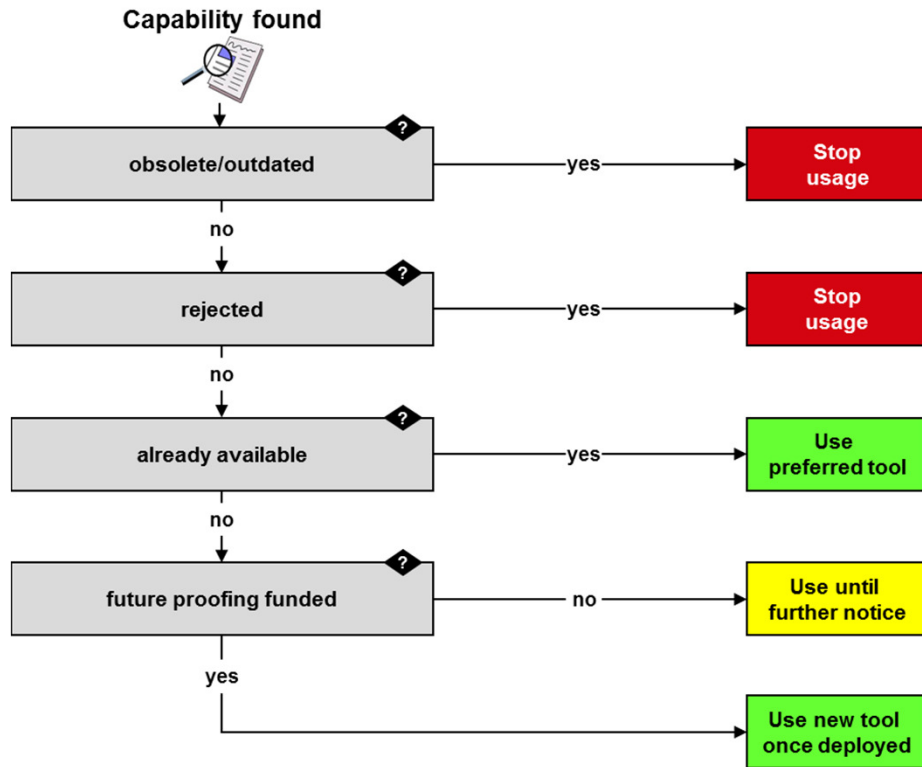 Capability found
?
obsolete/outdated
yes
Stop
usage
no
?
rejected
yes
Stop
usage
no
?
already available
yes
Use
preferred tool
no
?
future proofing funded
no
Use until
further notice
yes
Use new tool
once deployed